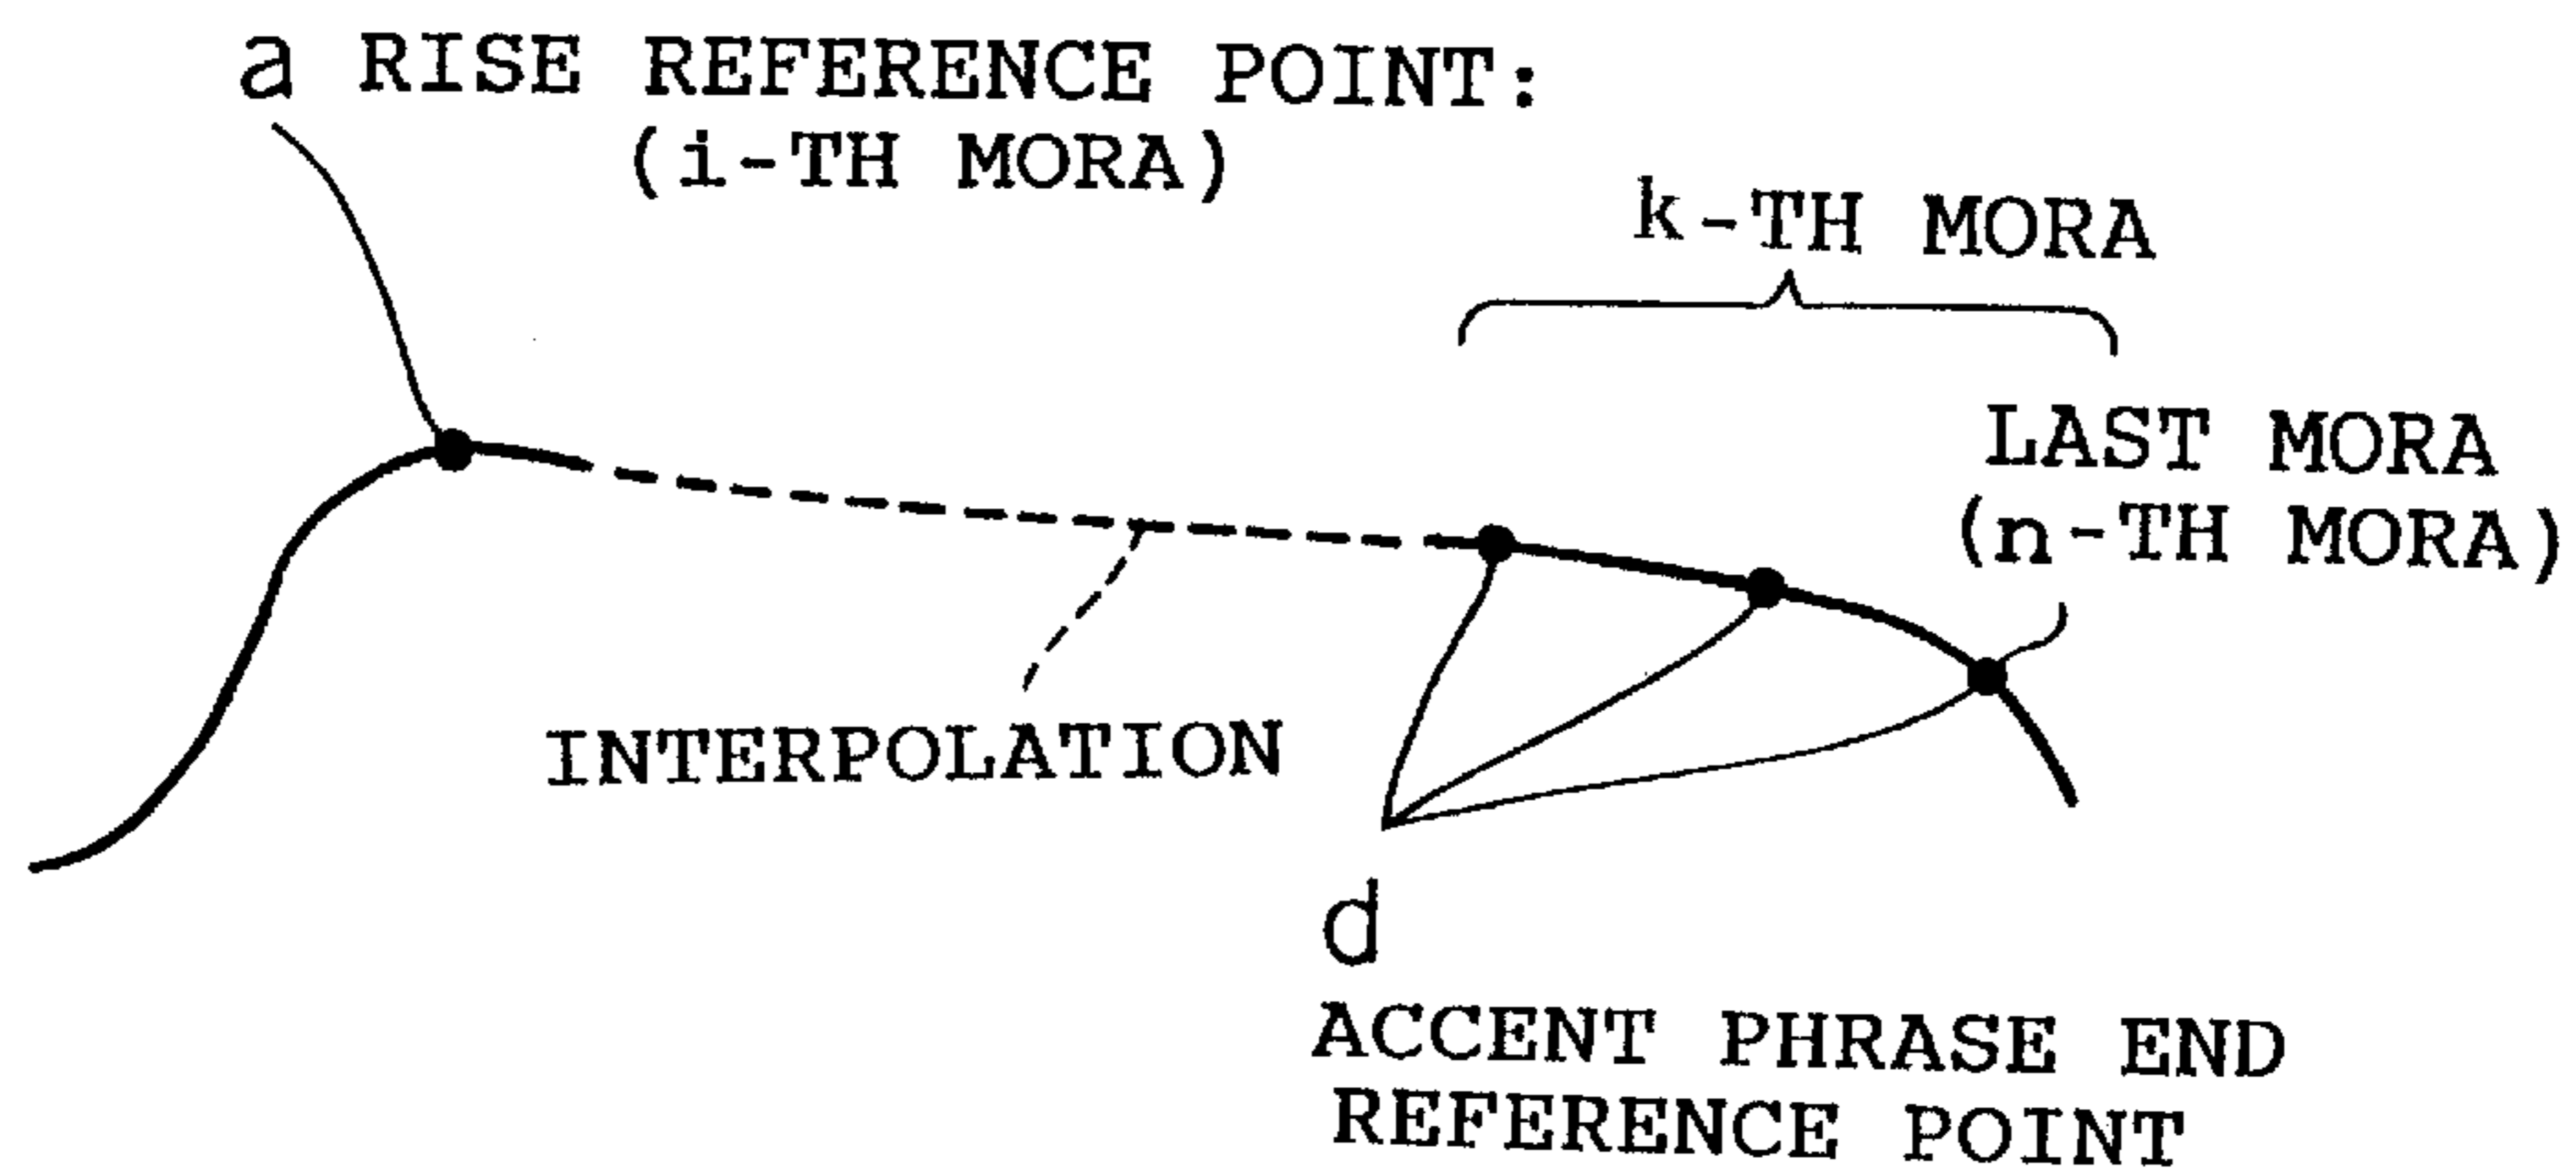 a RISE REFERENCE POINT:
(i-TH MORA)
k-TH MORA
LAST MORA
(n-TH MORA)
INTERPOLATION
d
ACCENT PHRASE END
REFERENCE POINT